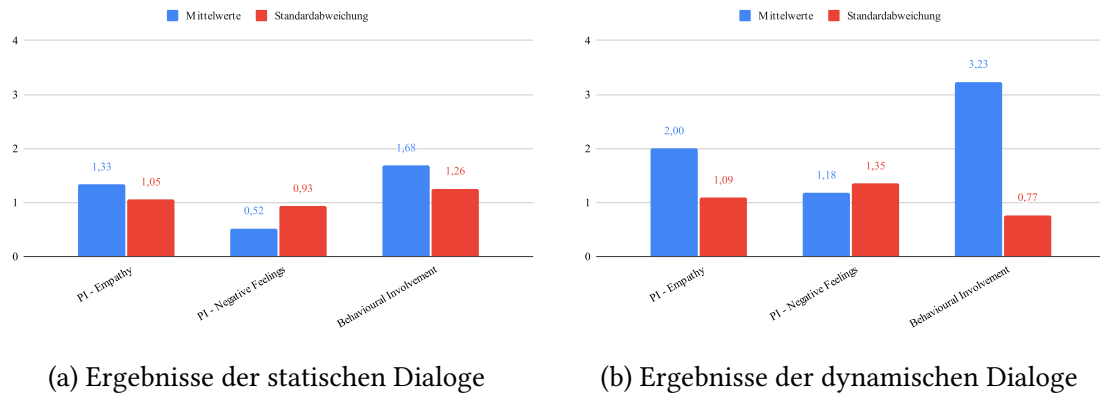 Mittelwerte Standardabweichung
4
3
2
1
0
1,33
1,05
0,52
0,93
1,68
1,26
PI - Empathy
PI - Negative Feelings
Behavioural Involvement
(a) Ergebnisse der statischen Dialoge
Mittelwerte Standardabweichung
4
3
2
1
0
2,00
1,09
1,18
1,35
3,23
0,77
PI - Empathy
PI - Negative Feelings
Behavioural Involvement
(b) Ergebnisse der dynamischen Dialoge